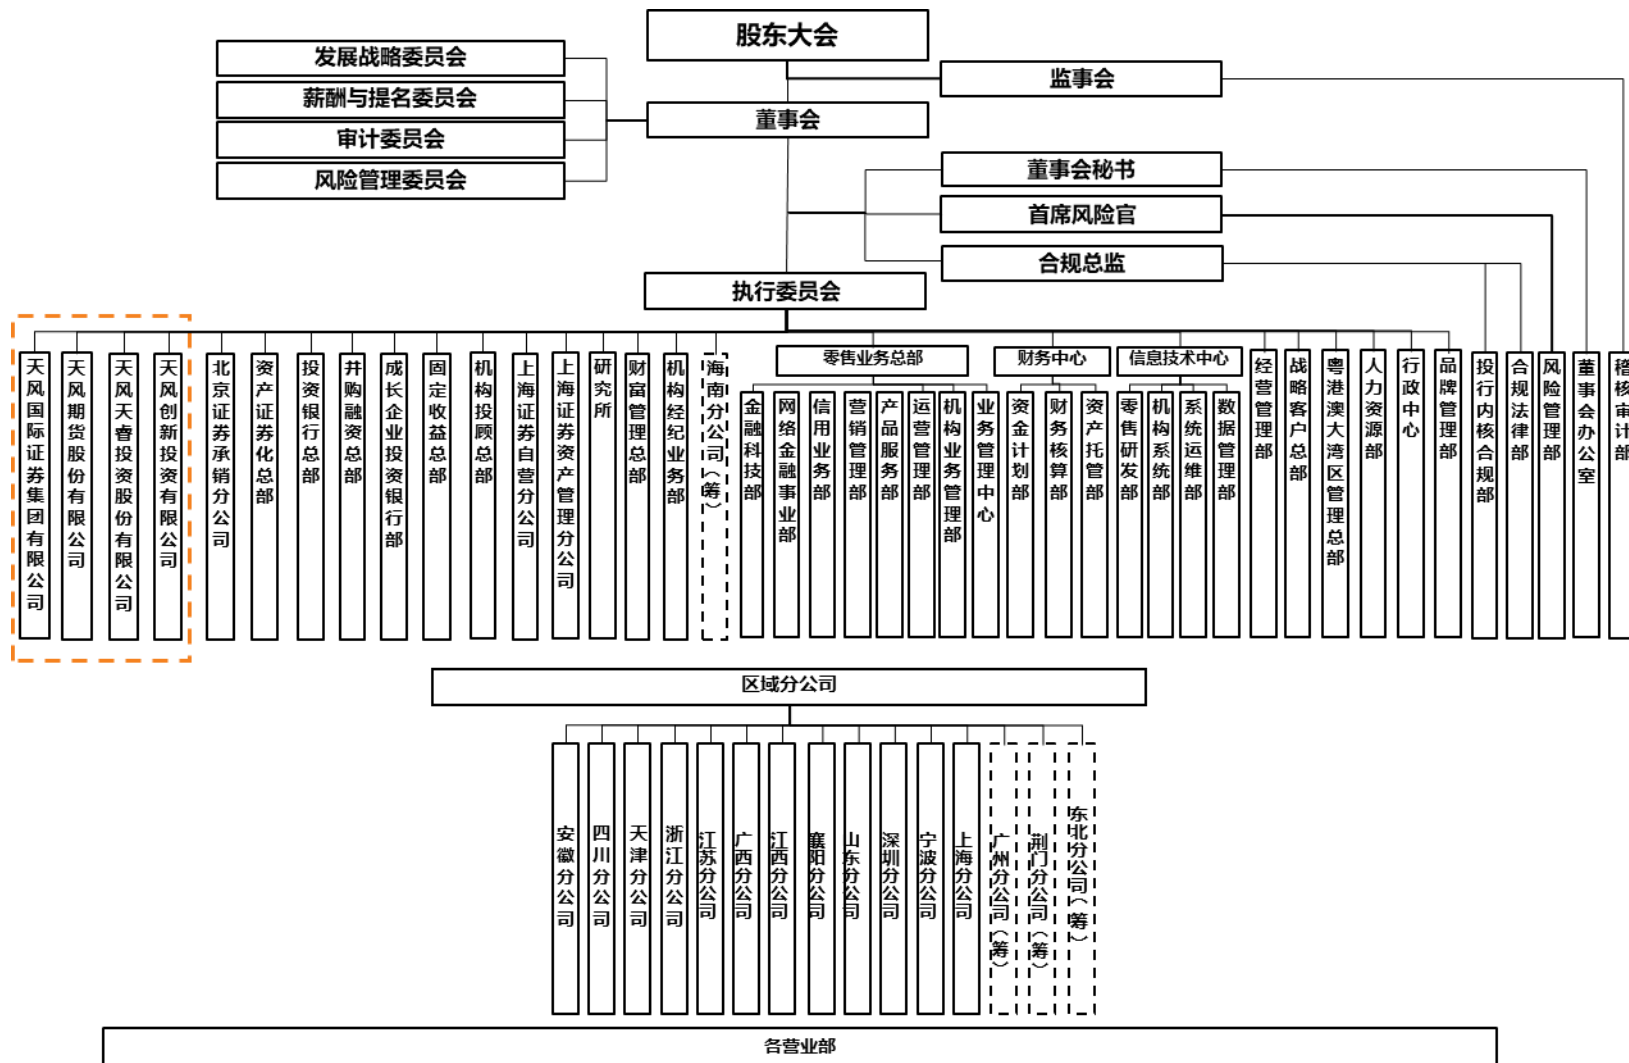 股东大会
发展战略委员会
监事会
薪酬与提名委员会
董事会
审计委员会
董事会秘书
风险管理委员会
首席风险官
合规总监
执行委员会
天风国际证券集团有限公司
天风期货股份有限公司
天风天睿投资股份有限公司
天风创新投资有限公司
北京证券承销分公司
资产证券化总部
投资银行总部
并购融资总部
成长企业投资银行部
固定收益总部
机构投顾总部
上海证券自营分公司
上海证券资产管理分公司
研究所
财富管理总部
机构经纪业务部
海南分公司（筹）
零售业务总部
金融科技部
网络金融事业部
信用业务部
营销管理部
产品服务部
运营管理部
机构业务管理部
业务管理中心
财务中心
资金计划部
财务核算部
资产托管部
信息技术中心
零售研发部
机构系统部
系统运维部
数据管理部
经营管理部
战略客户总部
粤港澳大湾区管理总部
人力资源部
行政中心
品牌管理部
投行内核合规部
合规法律部
风险管理部
董事会办公室
稽核审计部
区域分公司
安徽分公司
四川分公司
天津分公司
浙江分公司
江苏分公司
广西分公司
江西分公司
襄阳分公司
山东分公司
深圳分公司
宁波分公司
上海分公司
广州分公司（筹）
荆门分公司（筹）
东北分公司（筹）
各营业部